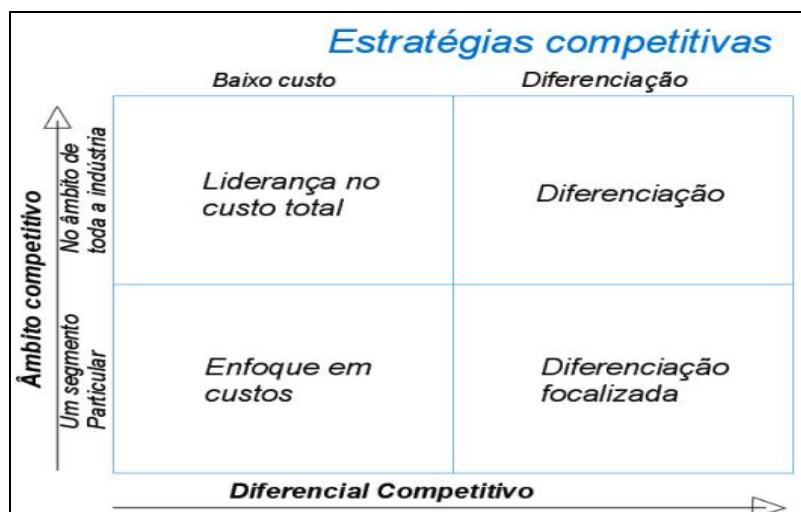 Estratégias competitivas
Baixo custo
Diferenciação
Âmbito competitivo
No âmbito de
toda a indústria
Liderança no
custo total
Diferenciação
Um segmento
Particular
Enfoque em
custos
Diferenciação
focalizada
Diferencial Competitivo